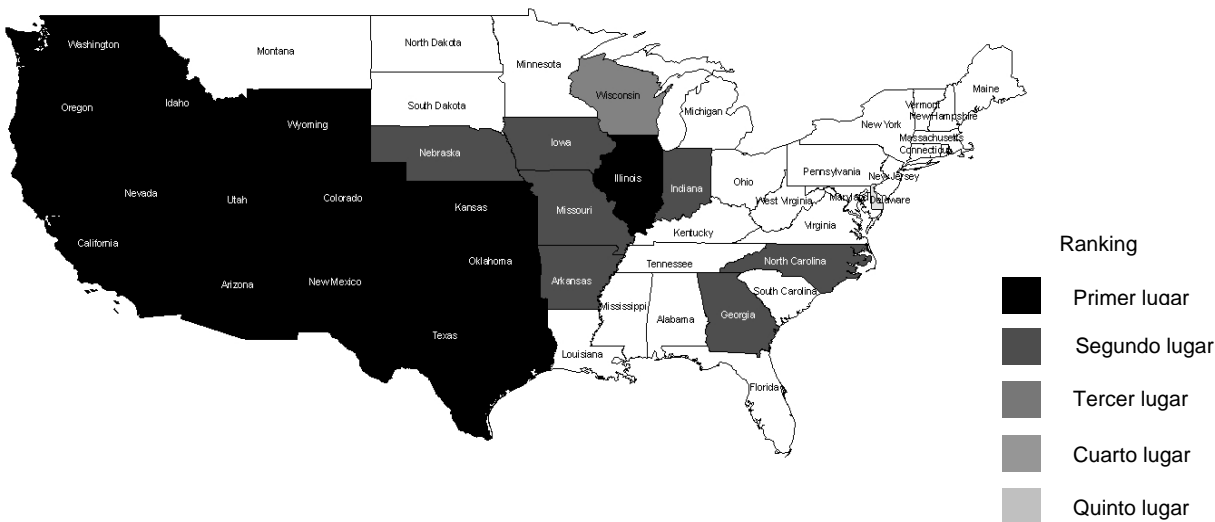 Washington
Montana
North Dakota
Minnesota
Wisconsin
Michigan
Maine
Vermont
New Hampshire
New York
Massachusetts
Connecticut
Oregon
Idaho
Wyoming
South Dakota
Nebraska
Iowa
Illinois
Indiana
Ohio
Pennsylvania
New Jersey
Maryland
Delaware
West Virginia
Virginia
Nevada
Utah
Colorado
Kansas
Missouri
Kentucky
California
Arizona
New Mexico
Oklahoma
Arkansas
Tennessee
North Carolina
South Carolina
Mississippi
Alabama
Georgia
Texas
Louisiana
Florida
Ranking
Primer lugar
Segundo lugar
Tercer lugar
Cuarto lugar
Quinto lugar